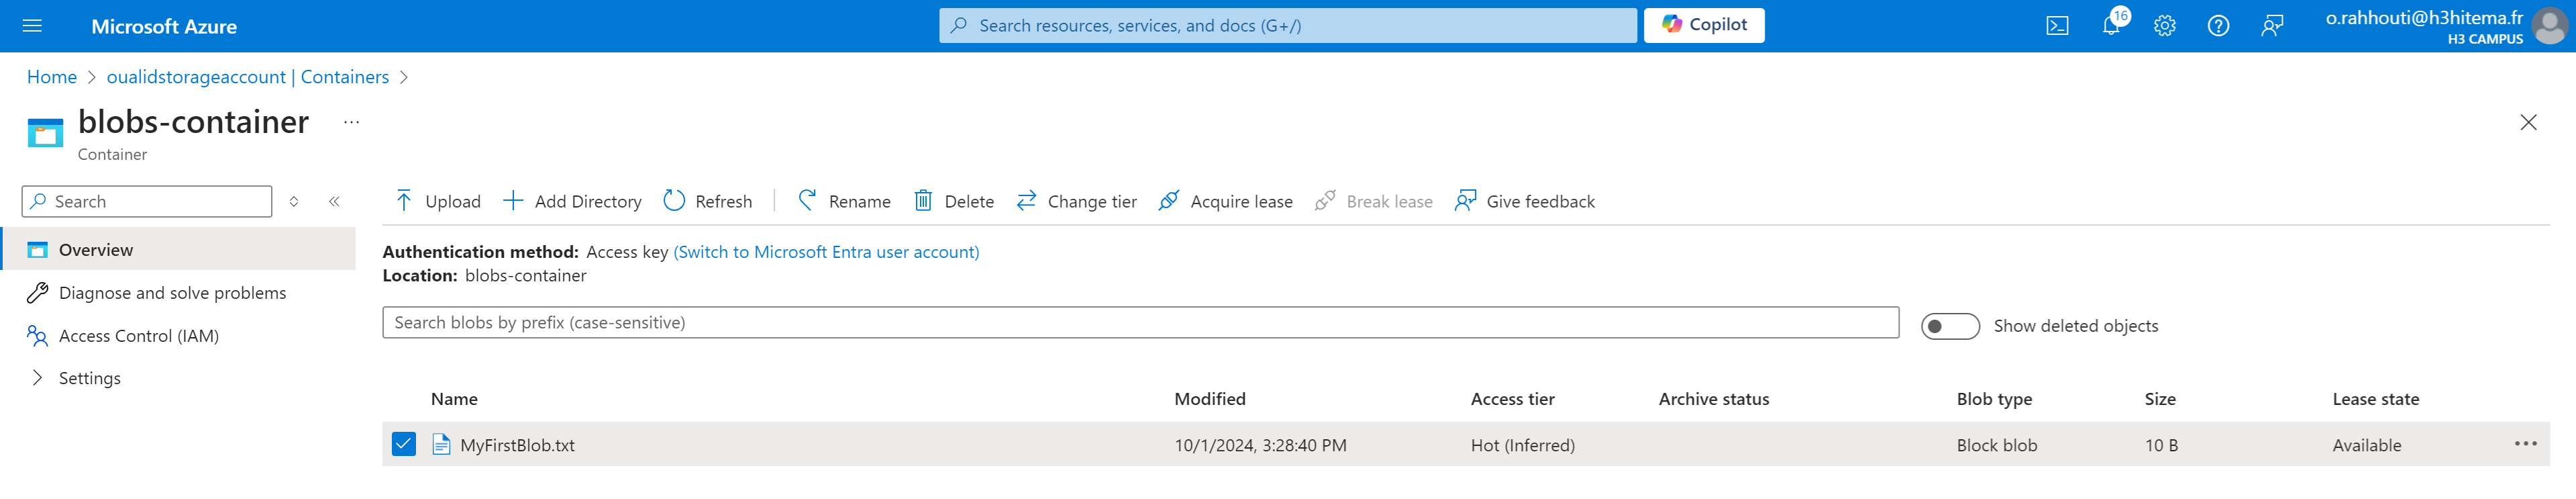 Microsoft Azure
Search resources, services, and docs (G+/)
Copilot
16
o.rahhouti@h3hitema.fr
H3 CAMPUS
Home > oualidstorageaccount | Containers >
blobs-container ...
Container
Search
Overview
Diagnose and solve problems
Access Control (IAM)
Settings
Upload Add Directory Refresh Rename Delete Change tier Acquire lease Break lease Give feedback
Authentication method: Access key (Switch to Microsoft Entra user account)
Location: blobs-container
Search blobs by prefix (case-sensitive)
Show deleted objects
Name Modified Access tier Archive status Blob type Size Lease state
MyFirstBlob.txt 10/1/2024, 3:28:40 PM Hot (Inferred) Block blob 10 B Available ...